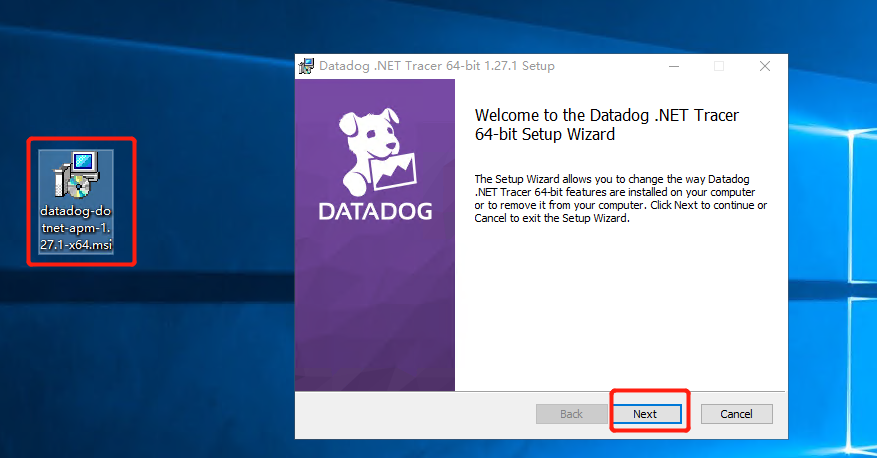 Datadog .NET Tracer 64-bit 1.27.1 Setup
DATADOG
Welcome to the Datadog .NET Tracer
64-bit Setup Wizard
The Setup Wizard allows you to change the way Datadog
.NET Tracer 64-bit features are installed on your computer
or to remove it from your computer. Click Next to continue or
Cancel to exit the Setup Wizard.
datadog-do
tnet-apm-1.
27.1-x64.msi
Back
Next
Cancel